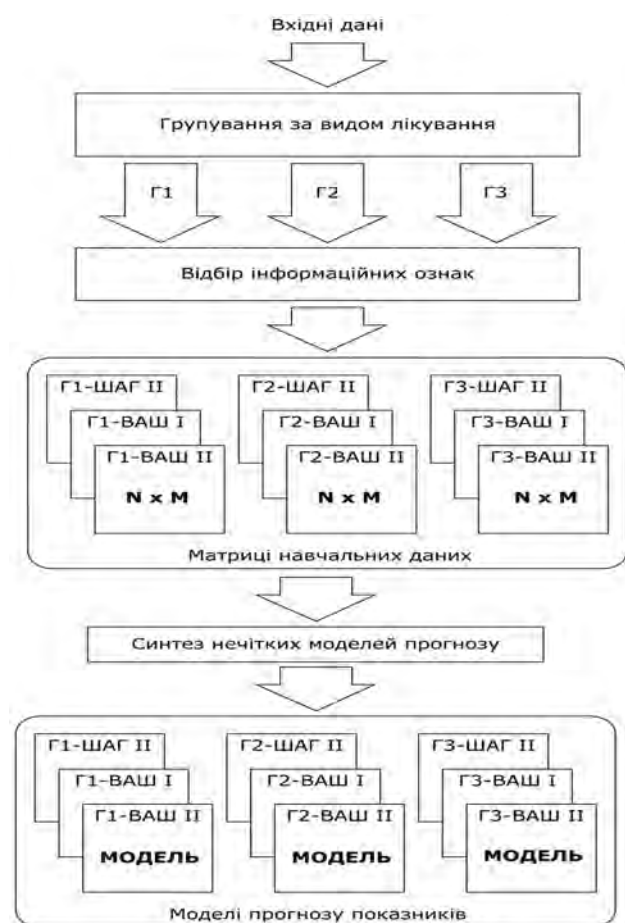 Вхідні дані
Групування за видом лікування
Г1 Г2 Г3
Відбір інформаційних ознак
Г1-ШАГ II Г2-ШАГ II Г3-ШАГ II
Г1-ВАШ I Г2-ВАШ I Г3-ВАШ I
Г1-ВАШ II Г2-ВАШ II Г3-ВАШ II
N x M N x M N x M
Матриці навчальних даних
Синтез нечітких моделей прогнозу
Г1-ШАГ II Г2-ШАГ II Г3-ШАГ II
Г1-ВАШ I Г2-ВАШ I Г3-ВАШ I
Г1-ВАШ II Г2-ВАШ II Г3-ВАШ II
МОДЕЛЬ МОДЕЛЬ МОДЕЛЬ
Моделі прогнозу показників